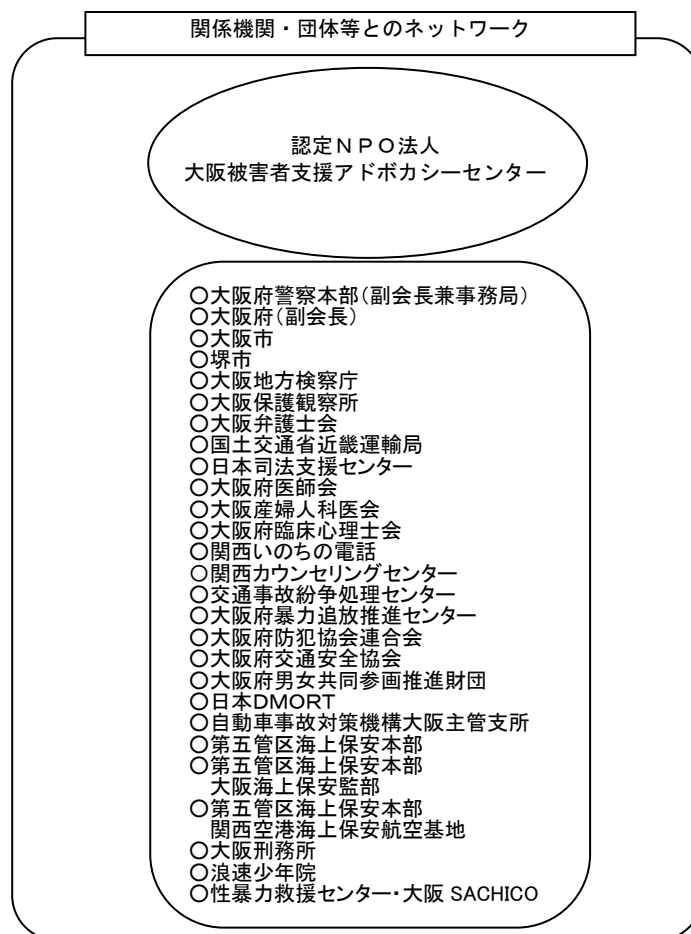 関係機関・団体等とのネットワーク
認定ＮＰＯ法人
大阪被害者支援アドボカシーセンター
○大阪府警察本部(副会長兼事務局)
○大阪府(副会長)
○大阪市
○堺市
○大阪地方検察庁
○大阪保護観察所
○大阪弁護士会
○国土交通省近畿運輸局
○日本司法支援センター
○大阪府医師会
○大阪産婦人科医会
○大阪府臨床心理士会
○関西いのちの電話
○関西カウンセリングセンター
○交通事故紛争処理センター
○大阪府暴力追放推進センター
○大阪府防犯協会連合会
○大阪府交通安全協会
○大阪府男女共同参画推進財団
○日本DMORT
○自動車事故対策機構大阪主管支所
○第五管区海上保安本部
○第五管区海上保安本部
大阪海上保安監部
○第五管区海上保安本部
関西空港海上保安航空基地
○大阪刑務所
○浪速少年院
○性暴力救援センター・大阪 SACHICO